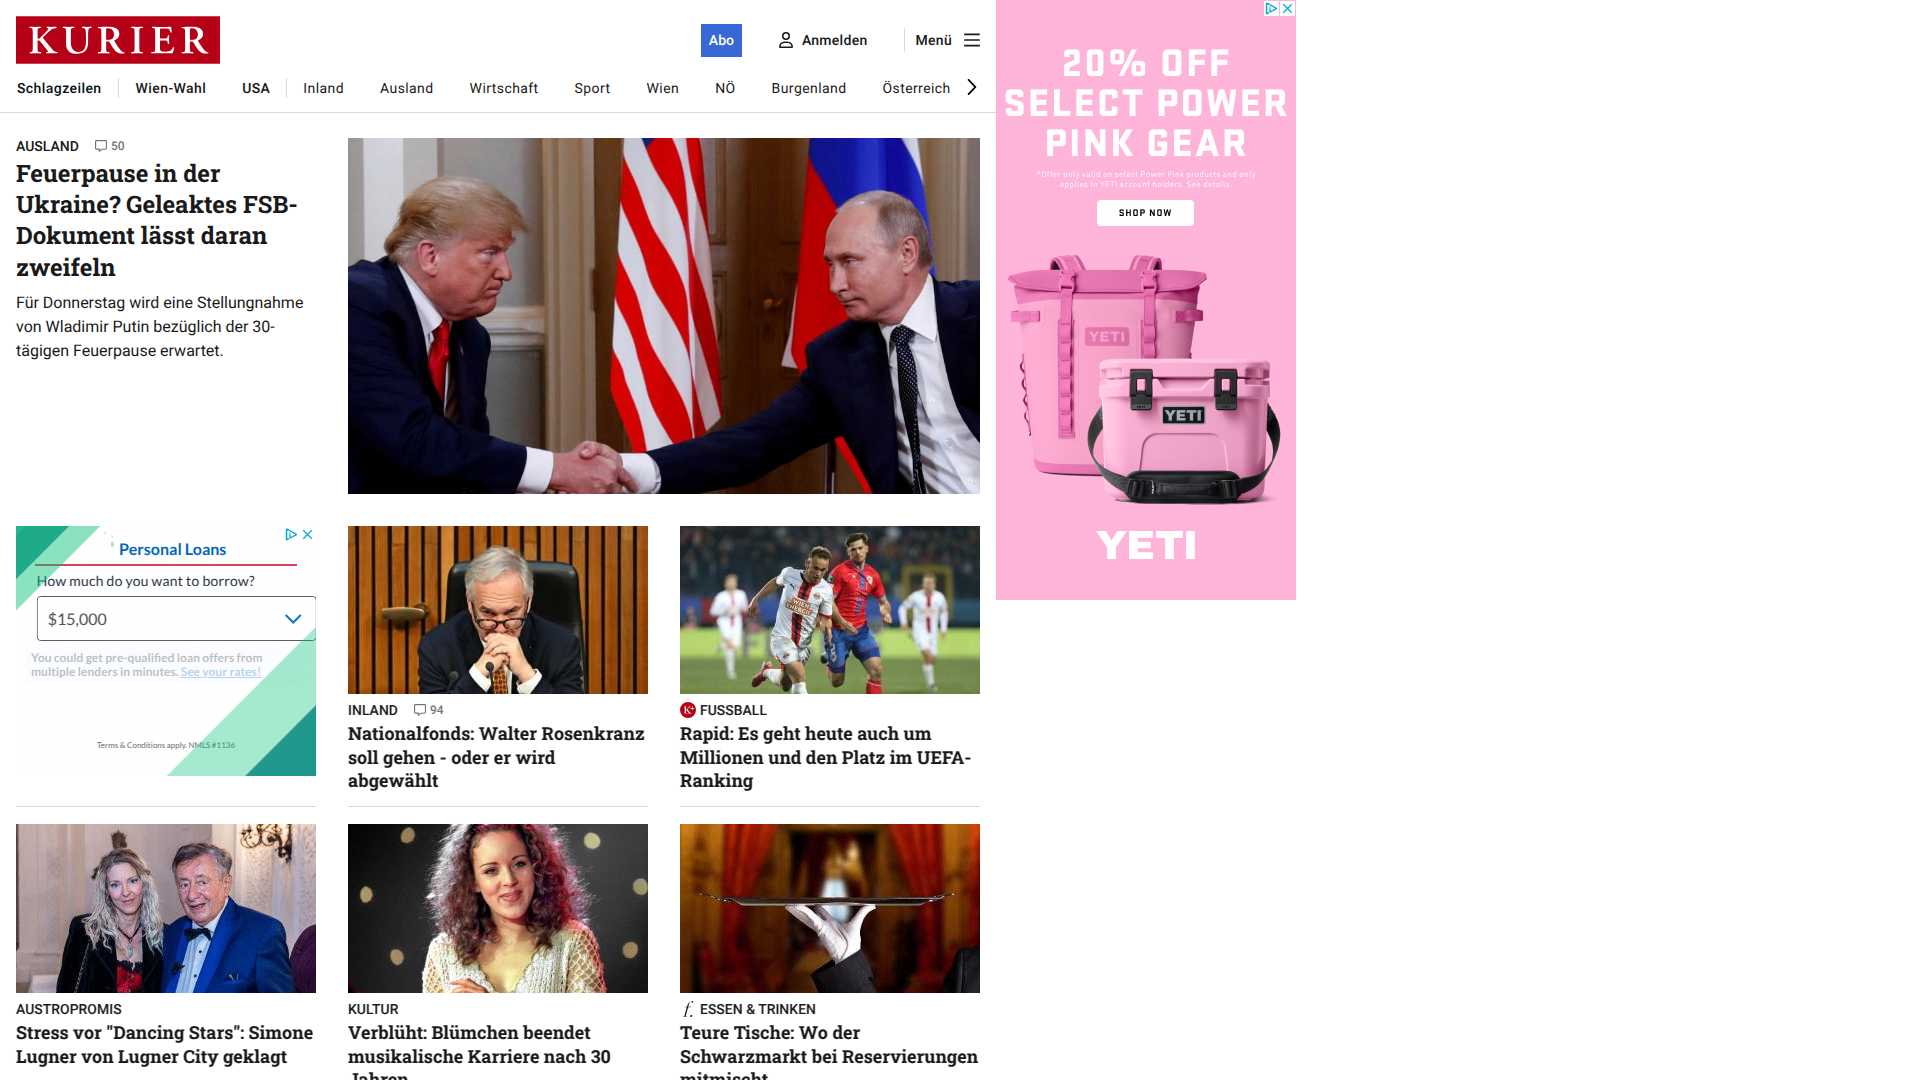 KURIER
Abo
Anmelden
Menü
Schlagzeilen
Wien-Wahl
USA
Inland
Ausland
Wirtschaft
Sport
Wien
NÖ
Burgenland
Österreich
AUSLAND
50
Feuerpause in der
Ukraine? Geleaktes FSB-
Dokument lässt daran
zweifeln
Für Donnerstag wird eine Stellungnahme
von Wladimir Putin bezüglich der 30-
tägigen Feuerpause erwartet.
20% OFF
SELECT POWER
PINK GEAR
*Offer only valid on select Power Pink products and only
applies to YETI account holders. See details.
SHOP NOW
YETI
YETI
YETI
Personal Loans
How much do you want to borrow?
$15,000
You could get pre-qualified loan offers from
multiple lenders in minutes. See your rates!
Terms & Conditions apply. NMLS #1136
INLAND
94
Nationalfonds: Walter Rosenkranz
soll gehen - oder er wird
abgewählt
WIEN
ENERGIE
K+
FUSSBALL
Rapid: Es geht heute auch um
Millionen und den Platz im UEFA-
Ranking
AUSTROPROMIS
Stress vor "Dancing Stars": Simone
Lugner von Lugner City geklagt
KULTUR
Verblüht: Blümchen beendet
musikalische Karriere nach 30
Jahren
f. ESSEN & TRINKEN
Teure Tische: Wo der
Schwarzmarkt bei Reservierungen
mitmischt